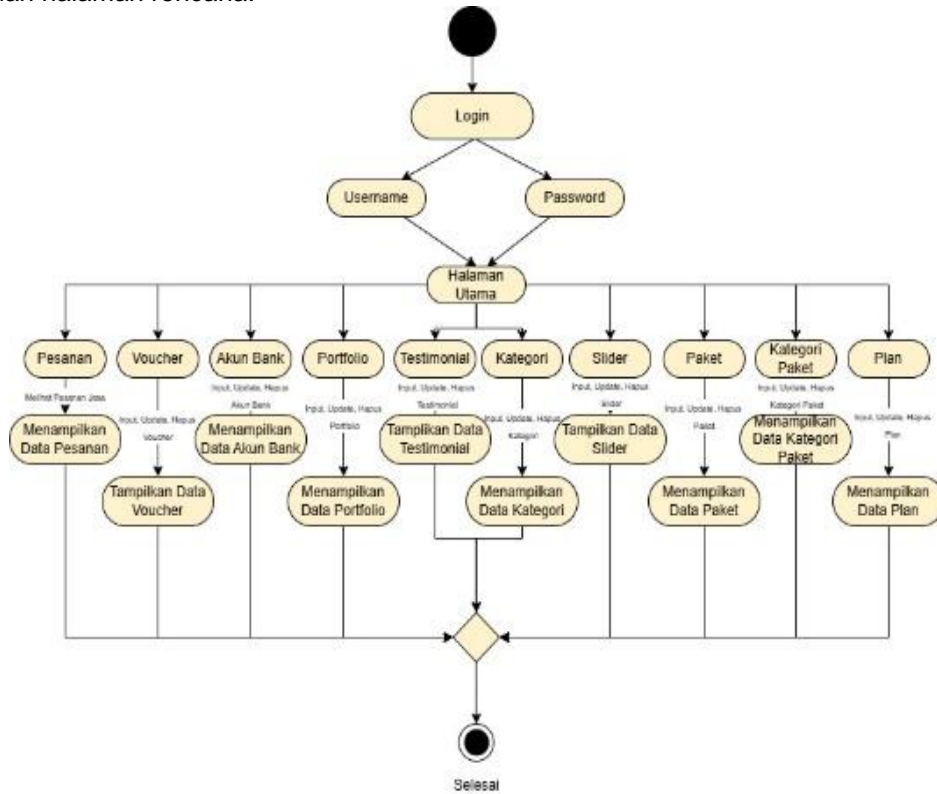 halaman rencana.
Login
Username
Password
Halaman
Utama
Pesanan
Voucher
Akun Bank
Portfolio
Testimonial
Kategori
Slider
Paket
Kategori
Paket
Plan
Melihat Pesanan Jasa
Input, Update, Hapus
Voucher
Input, Update, Hapus
Akun Bank
Input, Update, Hapus
Portfolio
Input, Update, Hapus
Testimonial
Input, Update, Hapus
Kategori
Input, Update, Hapus
Slider
Input, Update, Hapus
Paket
Input, Update, Hapus
Kategori Paket
Input, Update, Hapus
Plan
Menampilkan
Data Pesanan
Tampilkan Data
Voucher
Menampilkan
Data Akun Bank
Menampilkan
Data Portfolio
Tamplikan Data
Testimonial
Menampilkan
Data Kategori
Tampilkan Data
Slider
Menampilkan
Data Paket
Menampilkan
Data Kategori
Paket
Menampilkan
Data Plan
Selesai